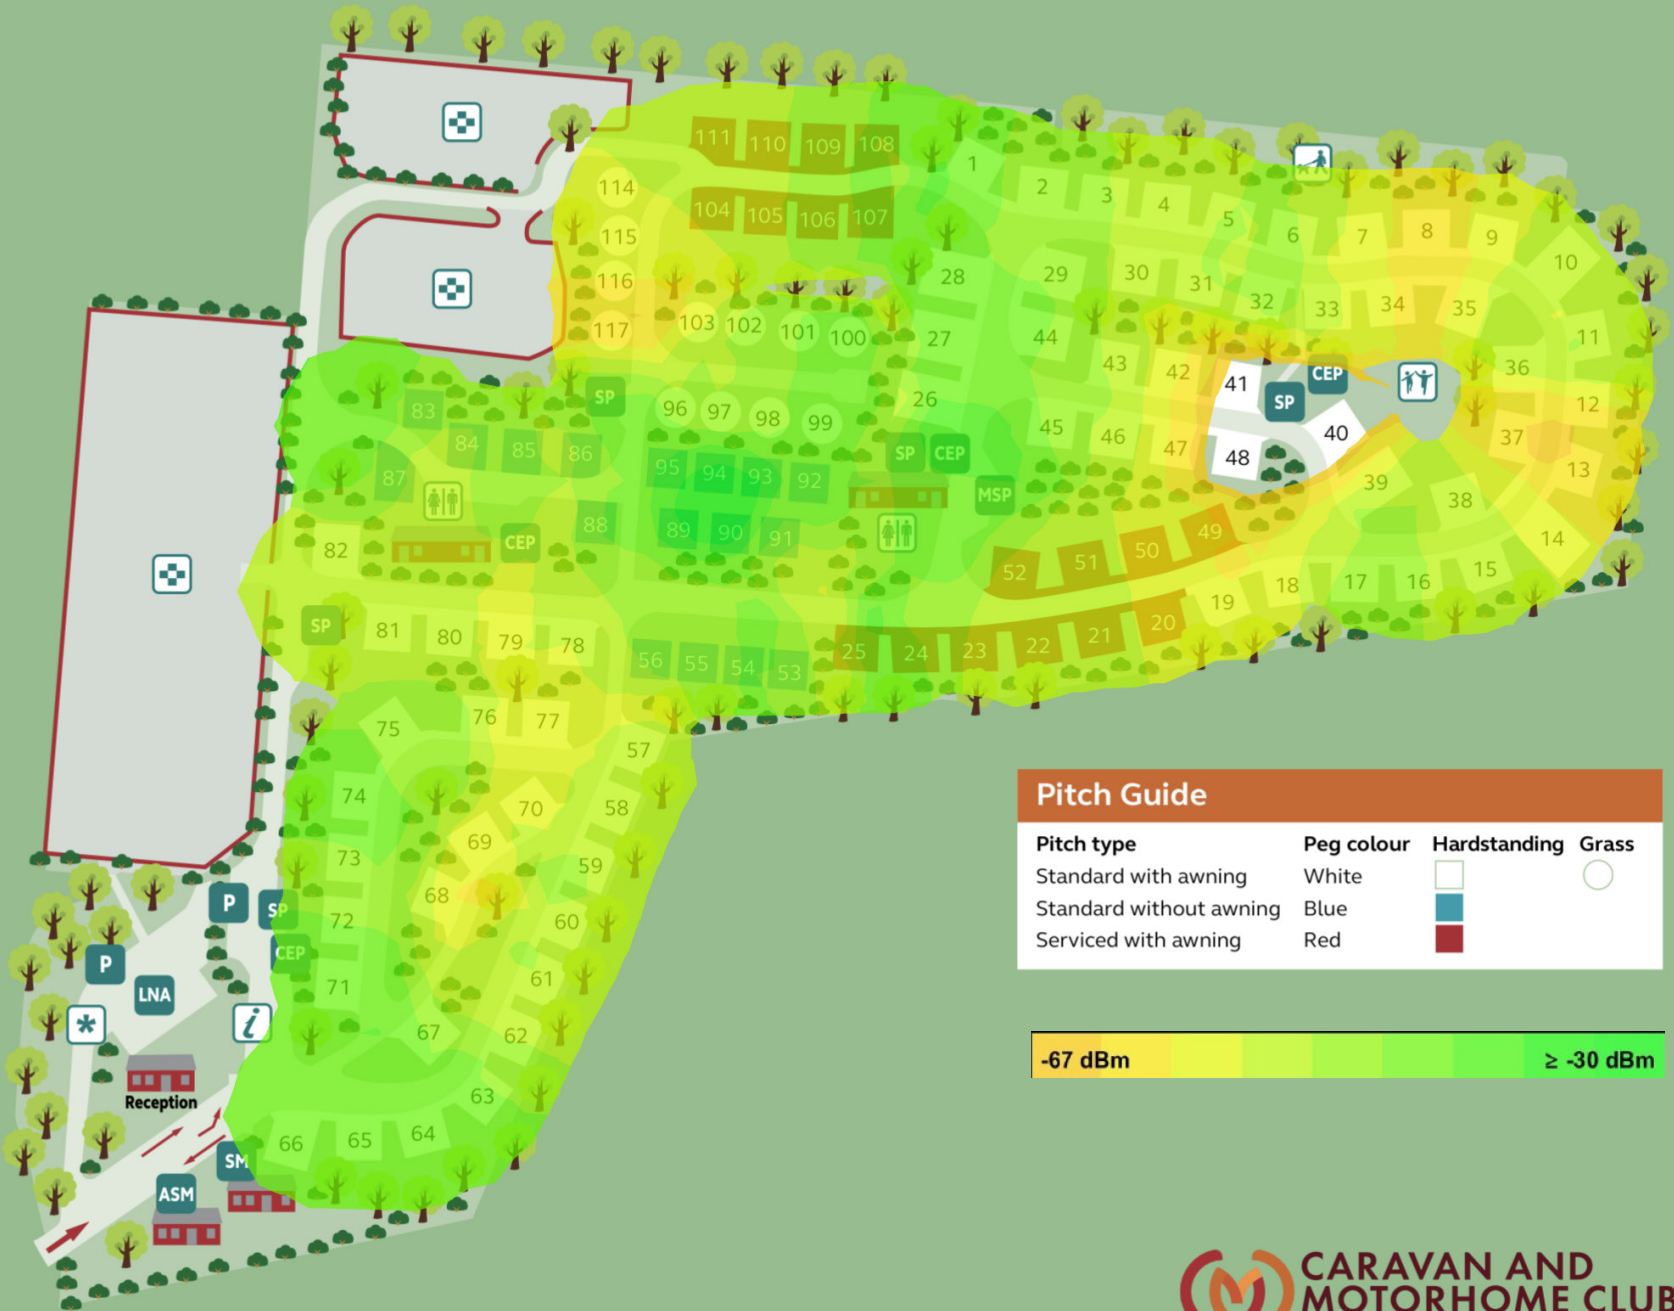 111 110 109 108
1
114
2 3 4 5 6 7 8 9
104 105 106 107
115
10
116
28 29 30 31 32 33 34 35
117
103 102 101 100
27 44 43 42
11
36
41 SP CEP
12
83
SP
96 97 98 99
26
45 46 47
48 40
37
13
84 85 86
87
95 94 93 92
SP CEP
MSP
39 38
14
88
89 90 91
82
CEP
52 51 50 49
15
16
17
18
19
20
SP
81 80 79 78
56 55 54 53
25 24 23 22 21
75 76 77
57
74
70
58
69
73
59
68
72
60
P
SP
CEP
P
LNA
71
61
*
i
67
62
Reception
63
66 65 64
SM
ASM
Pitch Guide
Pitch type Peg colour Hardstanding Grass
Standard with awning White
Standard without awning Blue
Serviced with awning Red
-67 dBm ≥ -30 dBm
CARAVAN AND
MOTORHOME CLUB